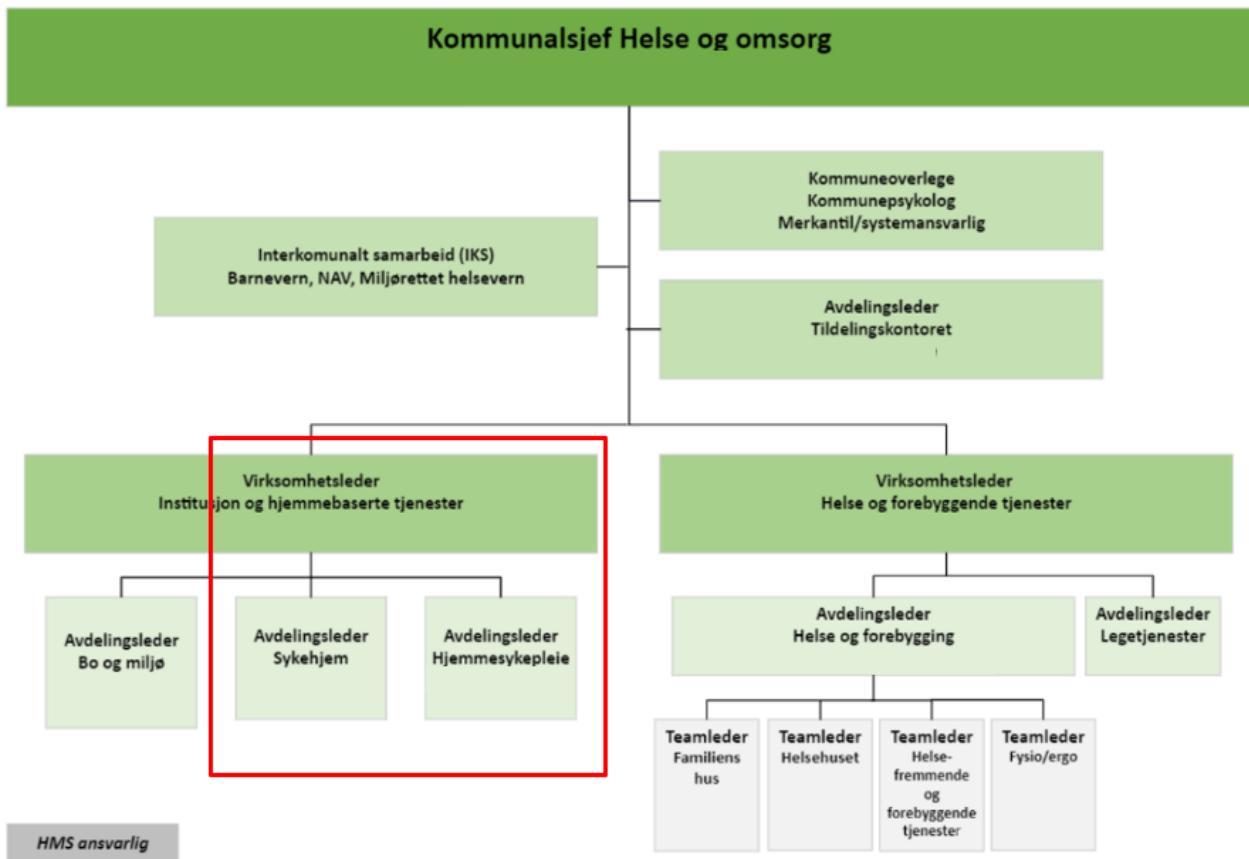 Kommunalsjef Helse og omsorg
Kommuneoverlege
Kommunepsykolog
Merkantil/systemansvarlig
Interkomunalt samarbeid (IKS)
Barnevern, NAV, Miljørettet helsevern
Avdelingsleder
Tildelingskontoret
Virksomhetsleder
Institusjon og hjemmebaserte tjenester
Virksomhetsleder
Helse og forebyggende tjenester
Avdelingsleder
Bo og miljø
Avdelingsleder
Sykehjem
Avdelingsleder
Hjemmesykepleie
Avdelingsleder
Helse og forebygging
Avdelingsleder
Legetjenester
Teamleder
Familiens
hus
Teamleder
Helsehuset
Teamleder
Helse-
fremmende
og
forebyggende
tjenester
Teamleder
Fysio/ergo
HMS ansvarlig